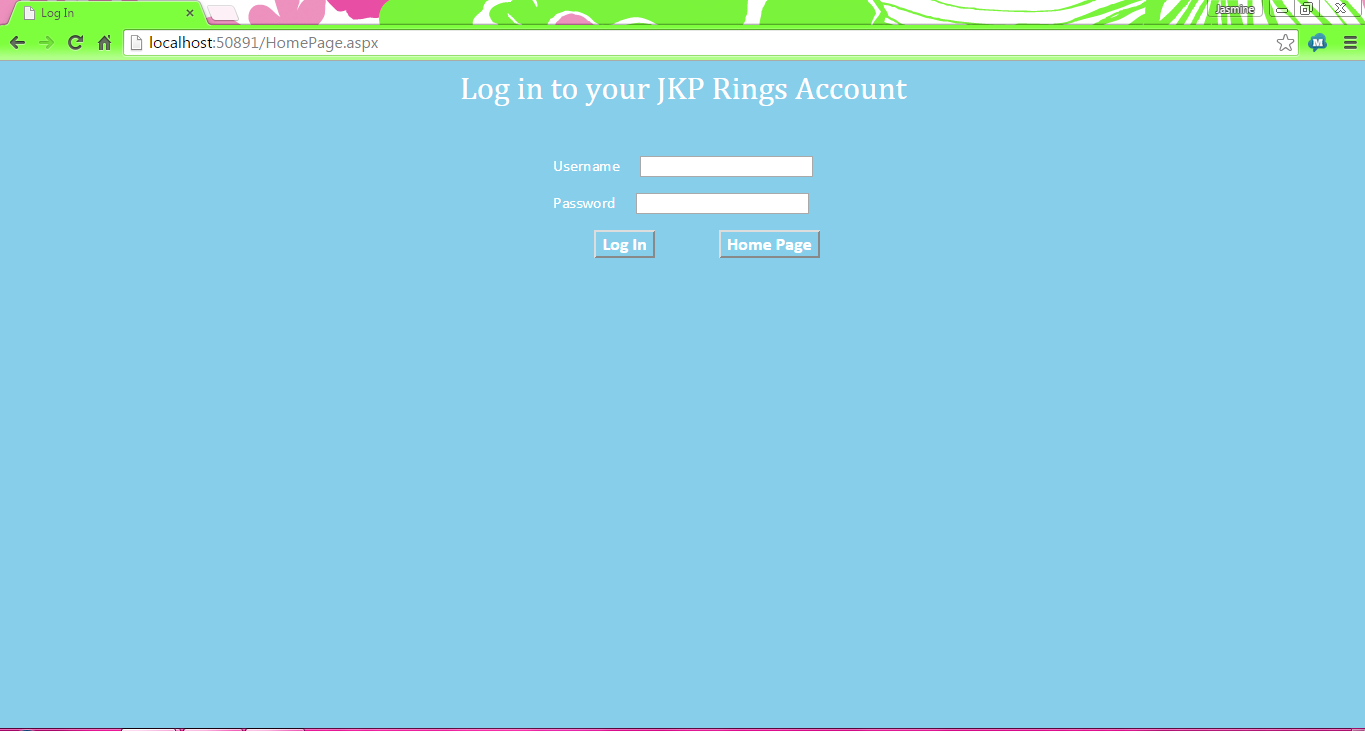 Log In
Jasmine
localhost:50891/HomePage.aspx
M
Log in to your JKP Rings Account
Username
Password
Log In Home Page